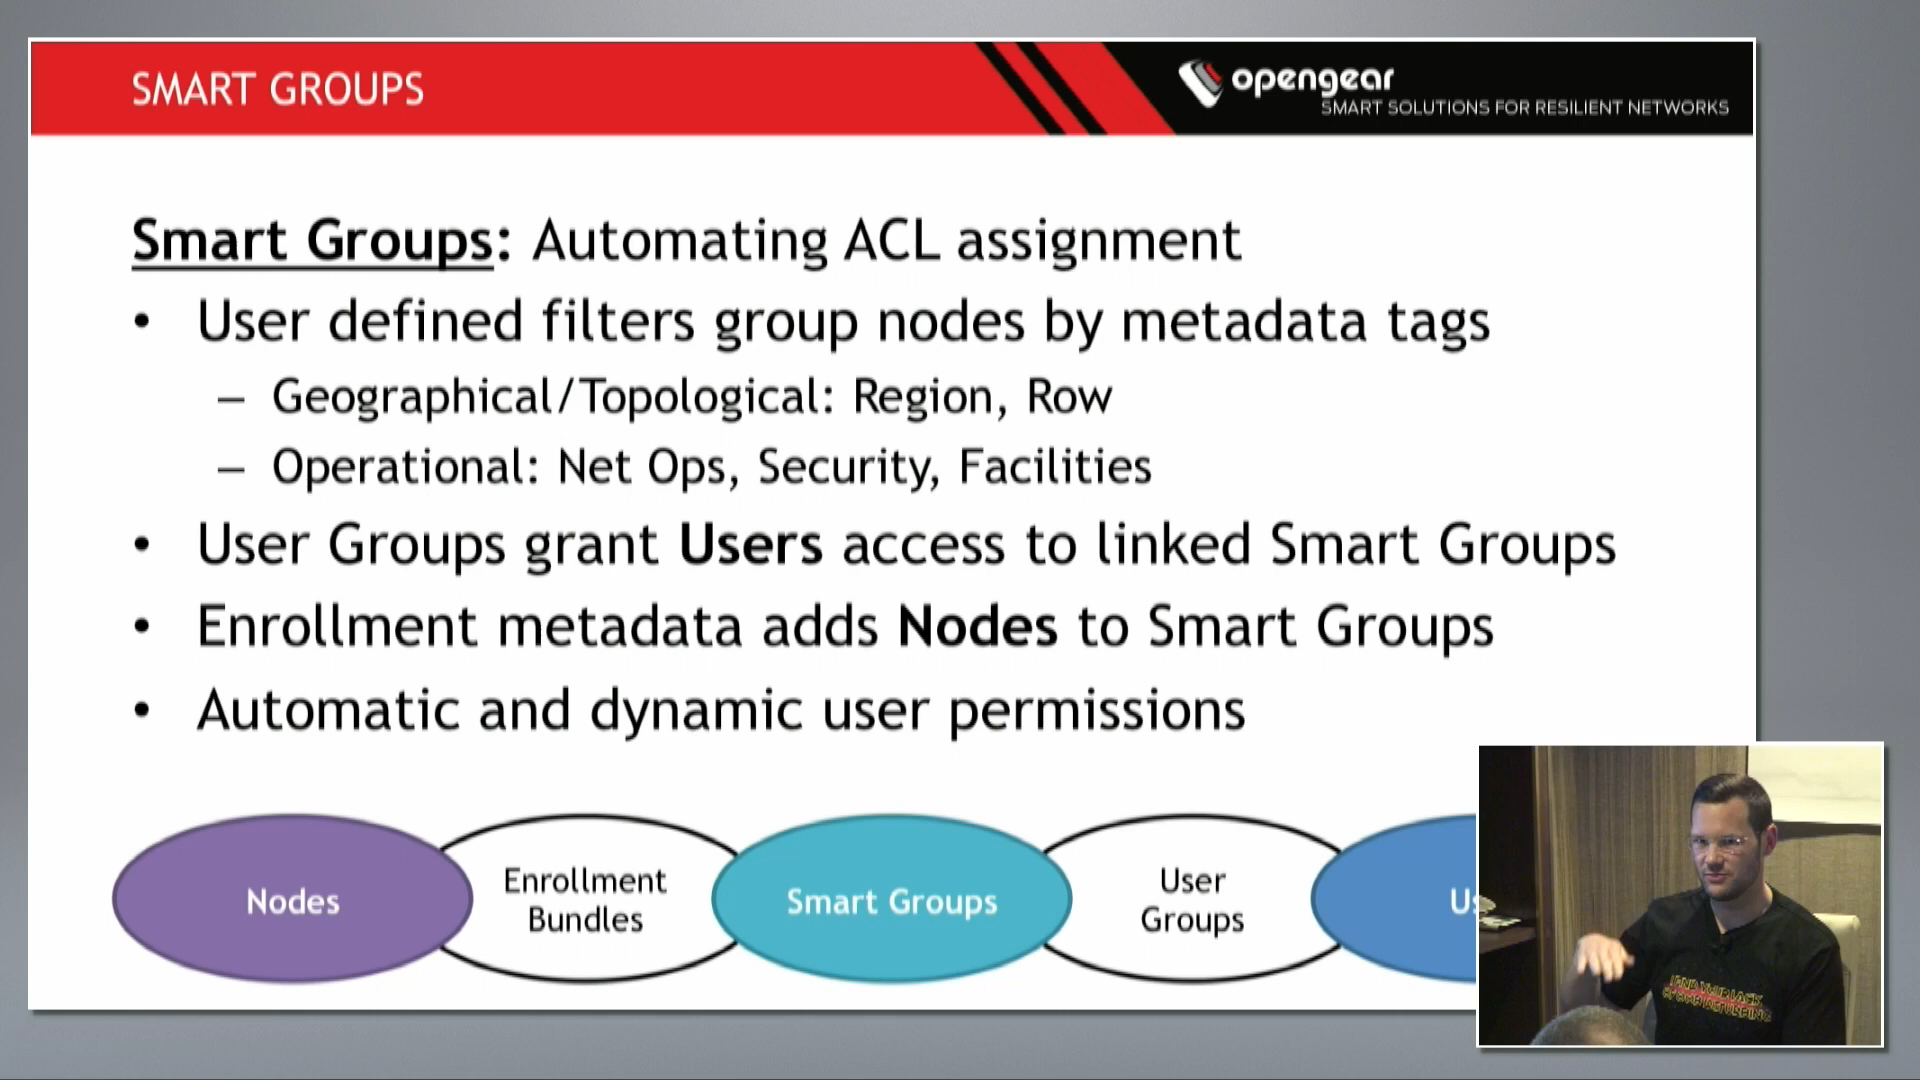 SMART GROUPS
opengear
SMART SOLUTIONS FOR RESILIENT NETWORKS
Smart Groups: Automating ACL assignment
• User defined filters group nodes by metadata tags
– Geographical/Topological: Region, Row
– Operational: Net Ops, Security, Facilities
• User Groups grant Users access to linked Smart Groups
• Enrollment metadata adds Nodes to Smart Groups
• Automatic and dynamic user permissions
Nodes
Enrollment
Bundles
Smart Groups
User
Groups
I FIND YOUR LACK